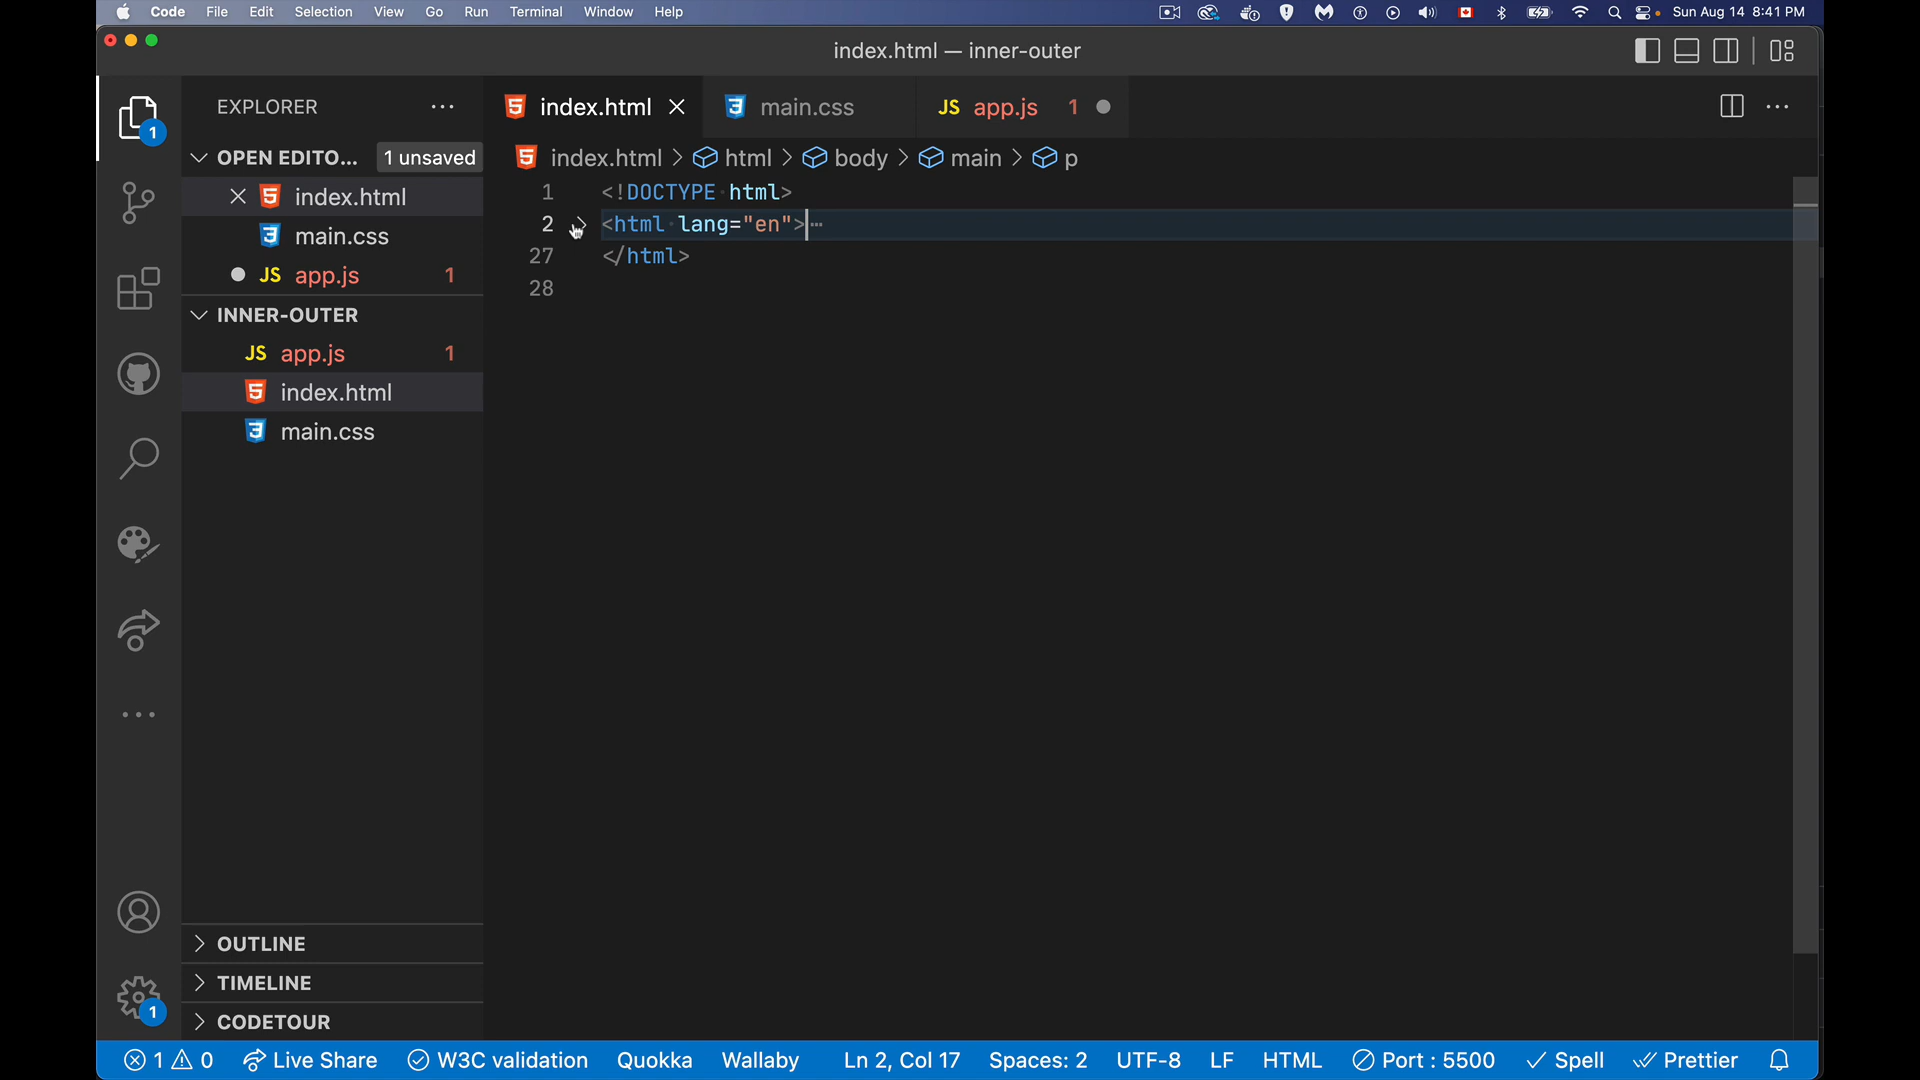 Code File Edit Selection View Go Run Terminal Window Help Sun Aug 14 8:41 PM
index.html — inner-outer
EXPLORER ···
index.html main.css JS app.js 1
1
OPEN EDITO... 1 unsaved
index.html > html > body > main > p
index.html
main.css
JS app.js 1
INNER-OUTER
JS app.js 1
index.html
main.css
1 <!DOCTYPE·html>
2 <html·lang="en">···
27 </html>
28
OUTLINE
TIMELINE
1
CODETOUR
1 0 Live Share W3C validation Quokka Wallaby Ln 2, Col 17 Spaces: 2 UTF-8 LF HTML Port : 5500 Spell Prettier